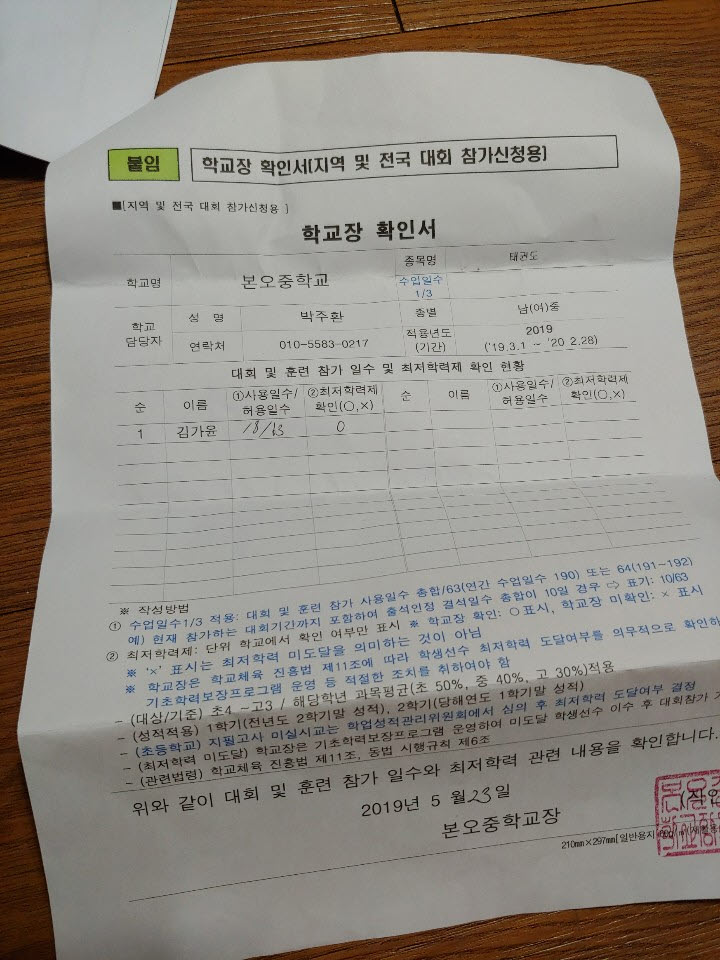 붙임
학교장 확인서(지역 및 전국 대회 참가신청용)
■[지역 및 전국 대회 참가신청용 ]
학교장 확인서
학교명 본오중학교 종목명 태권도
수업일수 1/3
학교 담당자 성 명 박주환 종별 남(여)중
연락처 010-5583-0217 적용년도 (기간) 2019 ('19.3.1 ~ '20 2.28)
대회 및 훈련 참가 일수 및 최저학력제 확인 현황
순 이름 ①사용일수/허용일수 ②최저학력제 확인(○,×) 순 이름 ①사용일수/허용일수 ②최저학력제 확인(○,×)
1 김가윤 18/63 0
※ 작성방법
① 수업일수1/3 적용: 대회 및 훈련 참가 사용일수 총합/63(연간 수업일수 190) 또는 64(191~192)
예) 현재 참가하는 대회기간까지 포함하여 출석인정 결석일수 총합이 10일 경우 ⇨ 표기: 10/63
② 최저학력제: 단위 학교에서 확인 여부만 표시 ※ 학교장 확인: ○표시, 학교장 미확인: × 표시
※ '×' 표시는 최저학력 미도달을 의미하는 것이 아님
※ 학교장은 학교체육 진흥법 제11조에 따라 학생선수 최저학력 도달여부를 의무적으로 확인하
기초학력보장프로그램 운영 등 적절한 조치를 취하여야 함
- (대상/기준) 초4 ~고3 / 해당학년 과목평균(초 50%, 중 40%, 고 30%)적용
- (성적적용) 1학기(전년도 2학기말 성적), 2학기(당해연도 1학기말 성적)
- (초등학교) 지필고사 미실시교는 학업성적관리위원회에서 심의 후 최저학력 도달여부 결정
- (최저학력 미도달) 학교장은 기초학력보장프로그램 운영하여 미도달 학생선수 이수 후 대회참가
- (관련법령) 학교체육 진흥법 제11조, 동법 시행규칙 제6조
위와 같이 대회 및 훈련 참가 일수와 최저학력 관련 내용을 확인합니다.
2019년 5 월 23 일
본오중학교장
210mm×297mm[일반용지